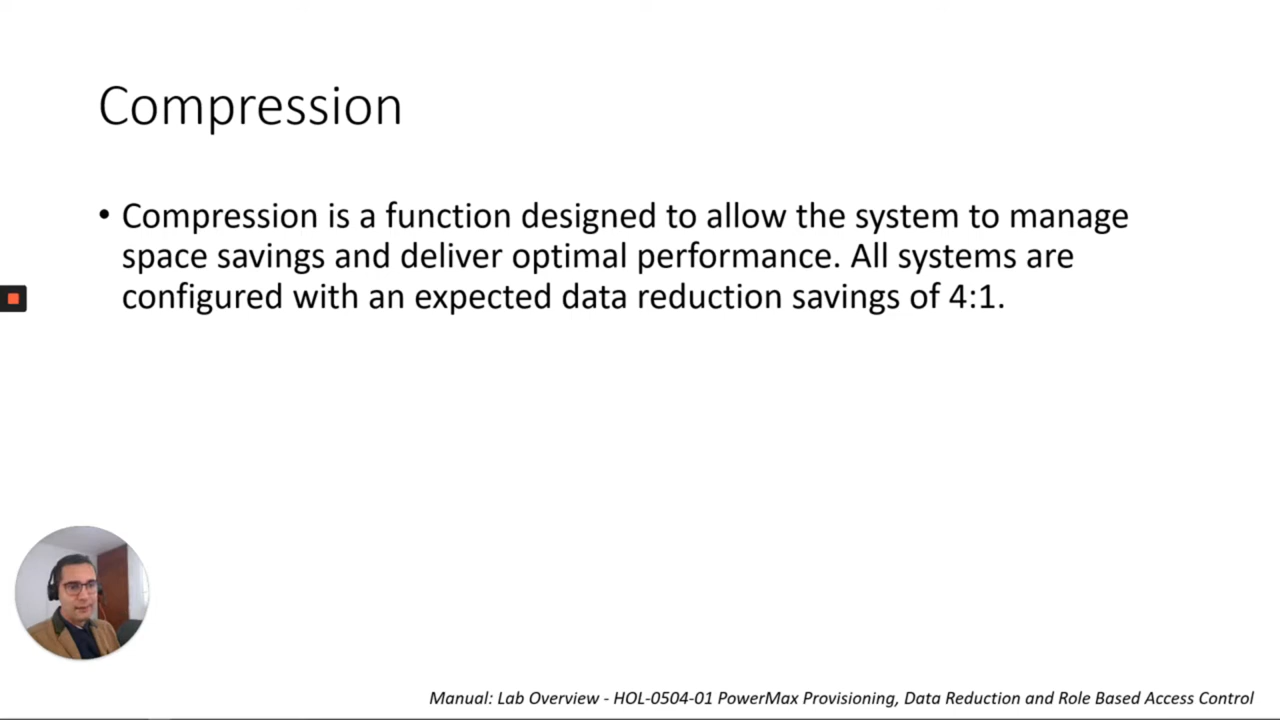 Compression
• Compression is a function designed to allow the system to manage
space savings and deliver optimal performance. All systems are
configured with an expected data reduction savings of 4:1.
Manual: Lab Overview - HOL-0504-01 PowerMax Provisioning, Data Reduction and Role Based Access Control